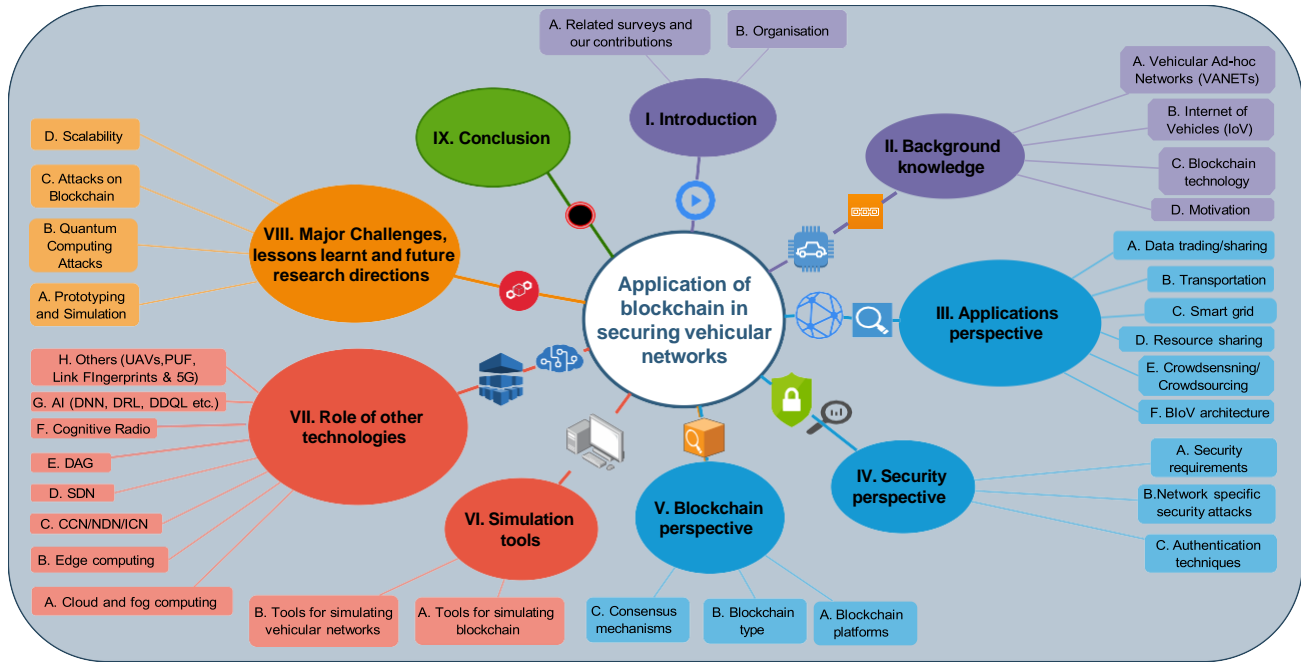 Application of
blockchain in
securing vehicular
networks
I. Introduction
A. Related surveys and
our contributions
B. Organisation
II. Background
knowledge
A. Vehicular Ad-hoc
Networks (VANETs)
B. Internet of
Vehicles (IoV)
C. Blockchain
technology
D. Motivation
III. Applications
perspective
A. Data trading/sharing
B. Transportation
C. Smart grid
D. Resource sharing
E. Crowdsensning/
Crowdsourcing
F. BIoV architecture
IV. Security
perspective
A. Security
requirements
B.Network specific
security attacks
C. Authentication
techniques
V. Blockchain
perspective
A. Blockchain
platforms
B. Blockchain
type
C. Consensus
mechanisms
VI. Simulation
tools
A. Tools for simulating
blockchain
B. Tools for simulating
vehicular networks
VII. Role of other
technologies
A. Cloud and fog computing
B. Edge computing
C. CCN/NDN/ICN
D. SDN
E. DAG
F. Cognitive Radio
G. AI (DNN, DRL, DDQL etc.)
H. Others (UAVs,PUF,
Link FIngerprints & 5G)
VIII. Major Challenges,
lessons learnt and future
research directions
A. Prototyping
and Simulation
B. Quantum
Computing
Attacks
C. Attacks on
Blockchain
D. Scalability
IX. Conclusion